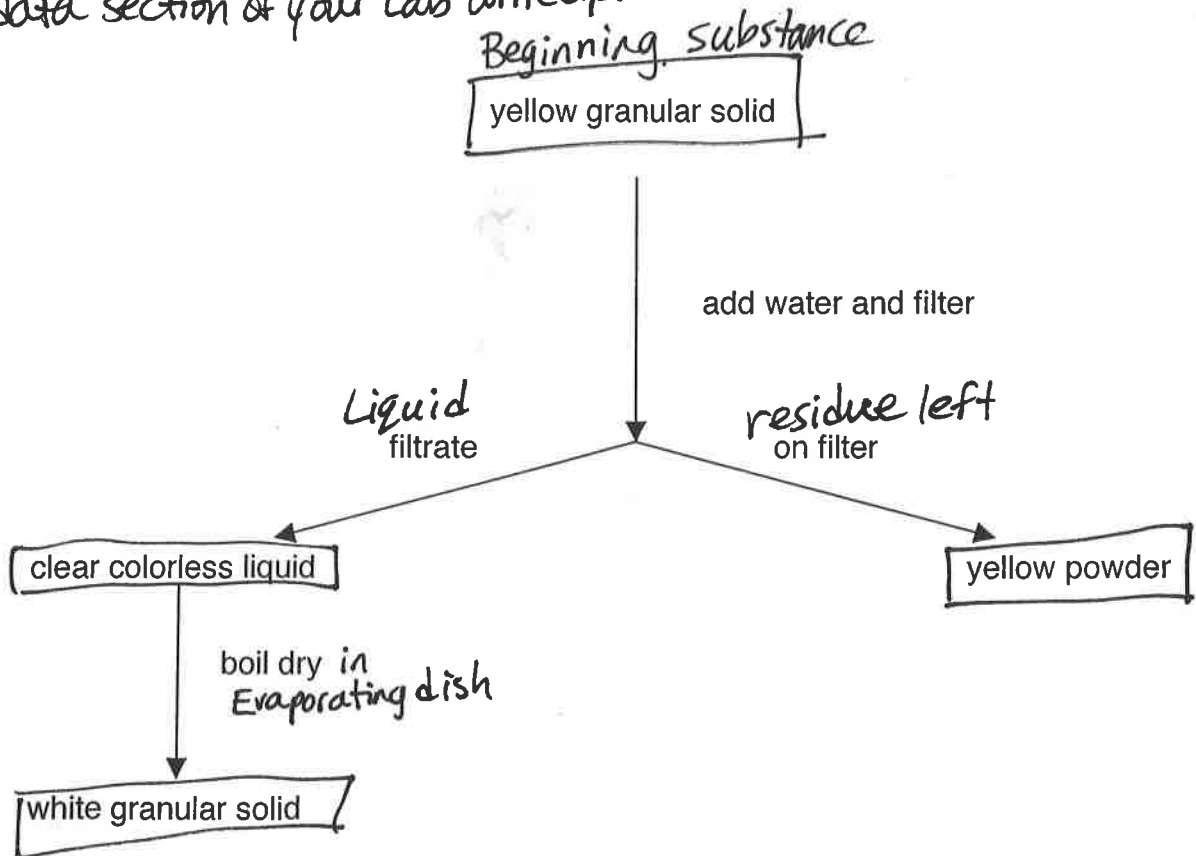 data section of your Lab
Beginning substance
yellow granular solid
add water and filter
Liquid
filtrate
residue left
on filter
clear colorless liquid
yellow powder
boil dry in
Evaporating dish
white granular solid